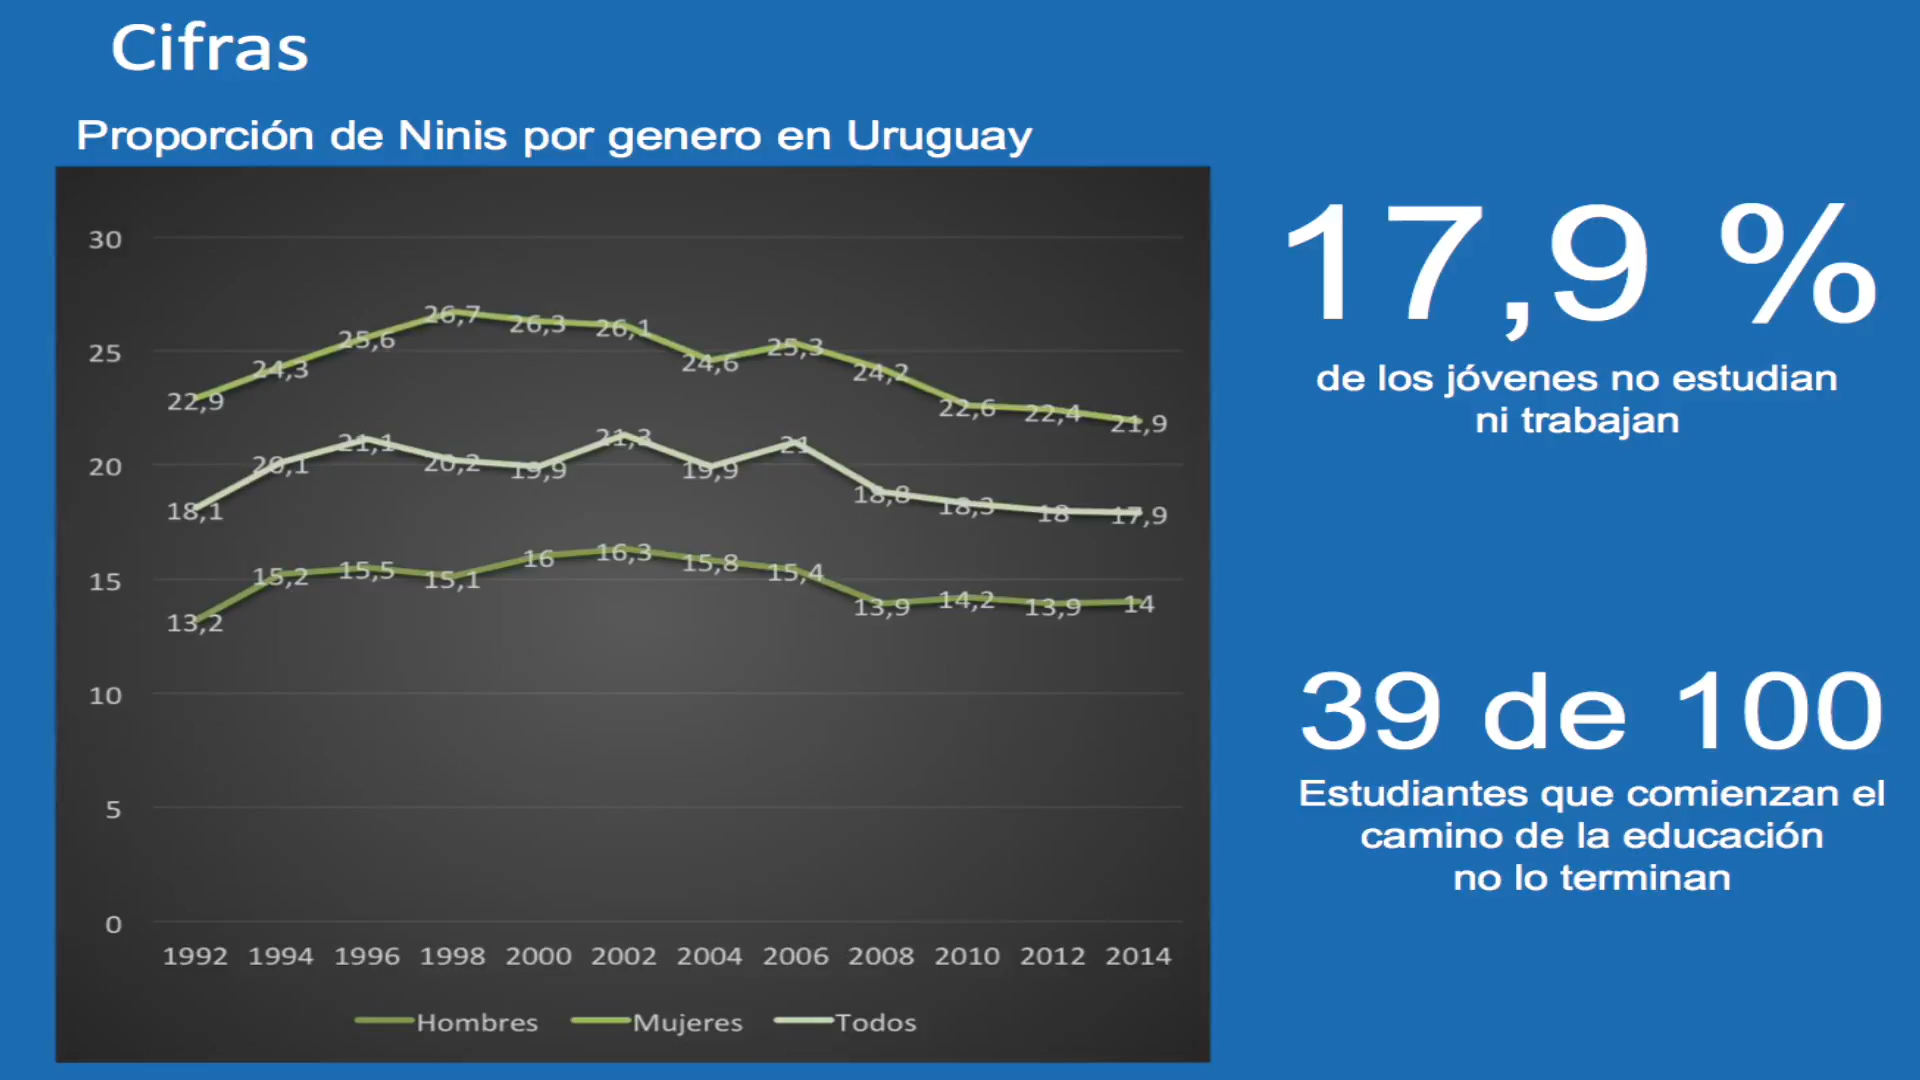 Cifras
Proporción de Ninis por genero en Uruguay
30
25
20
15
10
5
0
22,9 24,3 25,6 26,7 26,3 26,1 24,6 25,3 24,2 22,6 22,4 21,9
18,1 20,1 21,1 20,2 19,9 21,3 19,9 21 18,8 18,3 18 17,9
13,2 15,2 15,5 15,1 16 16,3 15,8 15,4 13,9 14,2 13,9 14
1992 1994 1996 1998 2000 2002 2004 2006 2008 2010 2012 2014
Hombres Mujeres Todos
17,9 %
de los jóvenes no estudian
ni trabajan
39 de 100
Estudiantes que comienzan el
camino de la educación
no lo terminan